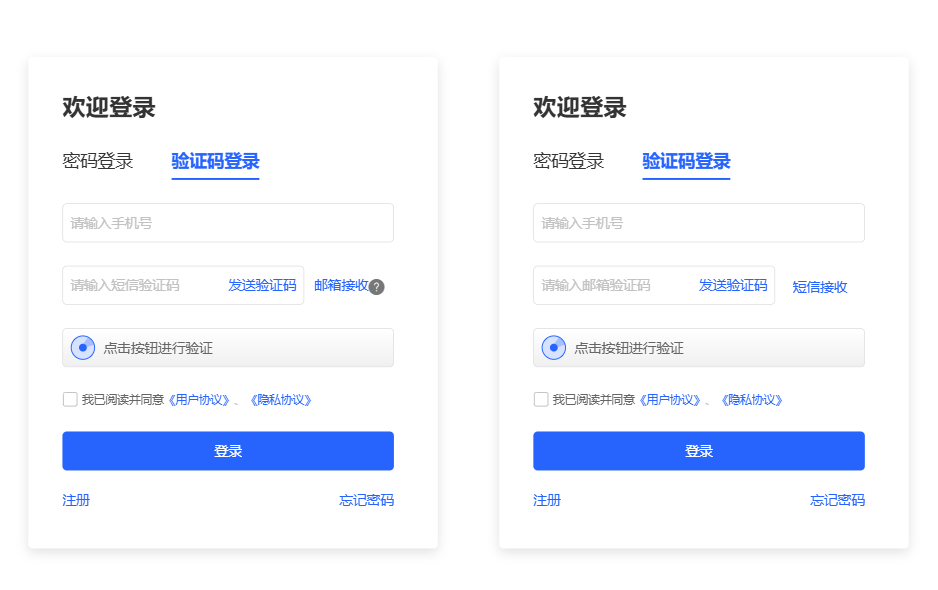 欢迎登录
密码登录 验证码登录
请输入手机号
请输入短信验证码 发送验证码 邮箱接收?
点击按钮进行验证
我已阅读并同意《用户协议》、《隐私协议》
登录
注册 忘记密码
欢迎登录
密码登录 验证码登录
请输入手机号
请输入邮箱验证码 发送验证码 短信接收
点击按钮进行验证
我已阅读并同意《用户协议》、《隐私协议》
登录
注册 忘记密码